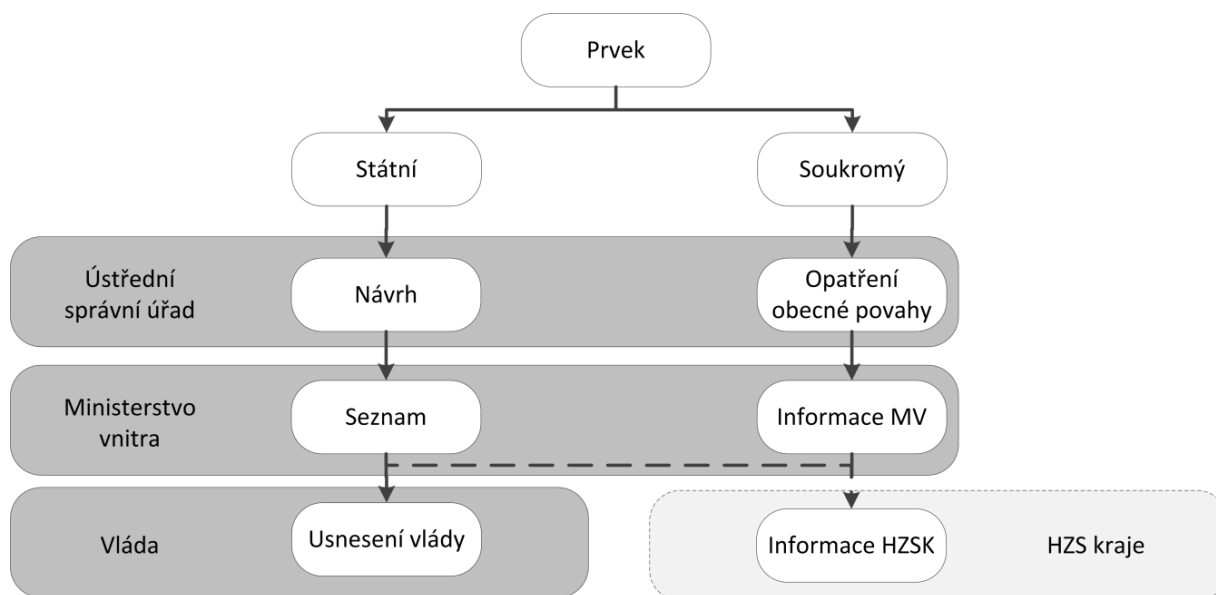 Prvek
Státní
Soukromý
Ústřední
správní úřad
Návrh
Opatření
obecné povahy
Ministerstvo
vnitra
Seznam
Informace MV
Vláda
Usnesení vlády
Informace HZSK
HZS kraje